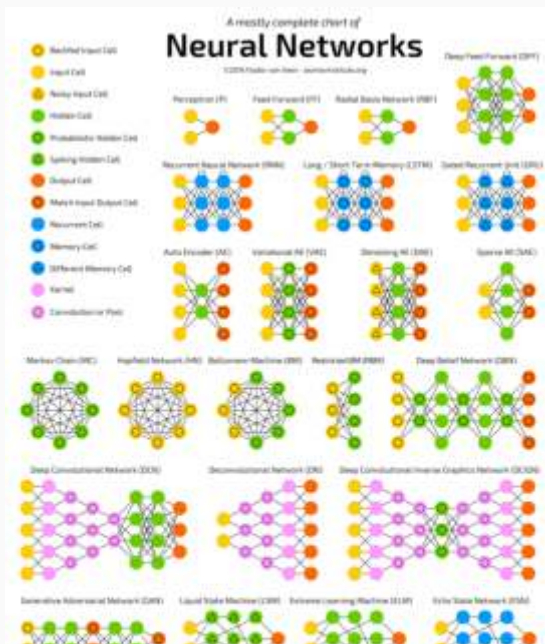 A mostly complete chart of
Neural Networks
Deep Feed Forward (DFF)
Backfed Input Cell
Input Cell
Noisy Input Cell
Hidden Cell
Probabilistic Hidden Cell
Spiking Hidden Cell
Output Cell
Match Input Output Cell
Recurrent Cell
Memory Cell
Different Memory Cell
Kernel
Convolution or Pool
Perceptron (P) Feed Forward (FF) Radial Basis Network (RBF)
Recurrent Neural Network (RNN) Long / Short Term Memory (LSTM) Gated Recurrent Unit (GRU)
Auto Encoder (AE) Variational AE (VAE) Denoising AE (DAE) Sparse AE (SAE)
Markov Chain (MC) Hopfield Network (HN) Boltzmann Machine (BM) Restricted BM (RBM) Deep Belief Network (DBN)
Deep Convolutional Network (DCN) Deconvolutional Network (DN) Deep Convolutional Inverse Graphics Network (DCIGN)
Generative Adversarial Network (GAN) Liquid State Machine (LSM) Extreme Learning Machine (ELM) Echo State Network (ESN)